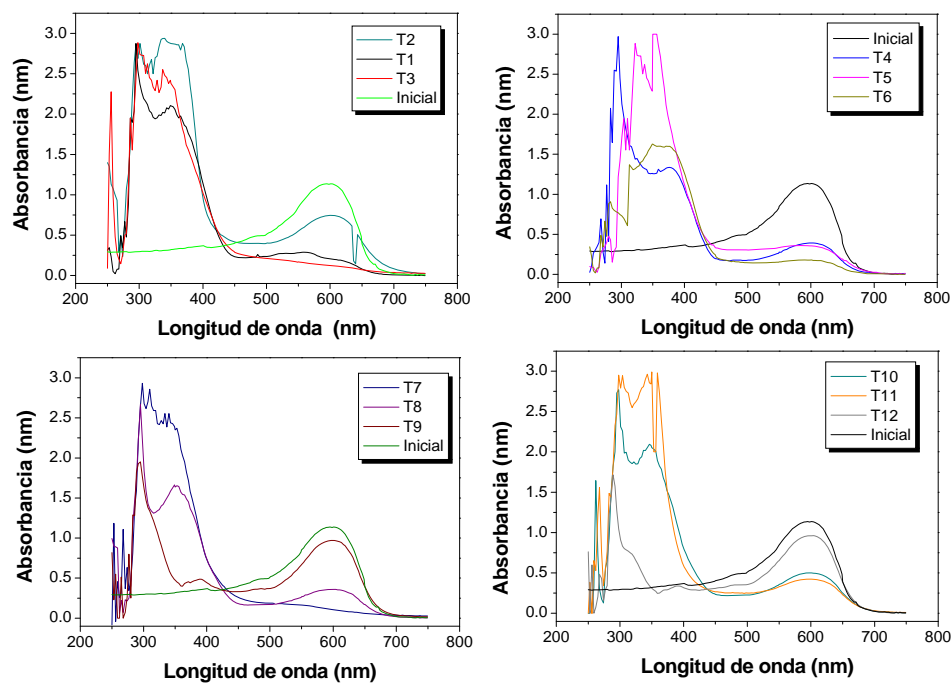 3.0
2.5
2.0
1.5
1.0
0.5
0.0
Absorbancia (nm)
T2
T1
T3
Inicial
200 300 400 500 600 700 800
Longitud de onda (nm)
3.0
2.5
2.0
1.5
1.0
0.5
0.0
Absorbancia (nm)
Inicial
T4
T5
T6
200 300 400 500 600 700 800
Longitud de onda (nm)
3.0
2.5
2.0
1.5
1.0
0.5
0.0
Absorbancia (nm)
T7
T8
T9
Inicial
200 300 400 500 600 700 800
Longitud de onda (nm)
3.0
2.5
2.0
1.5
1.0
0.5
0.0
Absorbancia (nm)
T10
T11
T12
Inicial
200 300 400 500 600 700 800
Longitud de onda (nm)